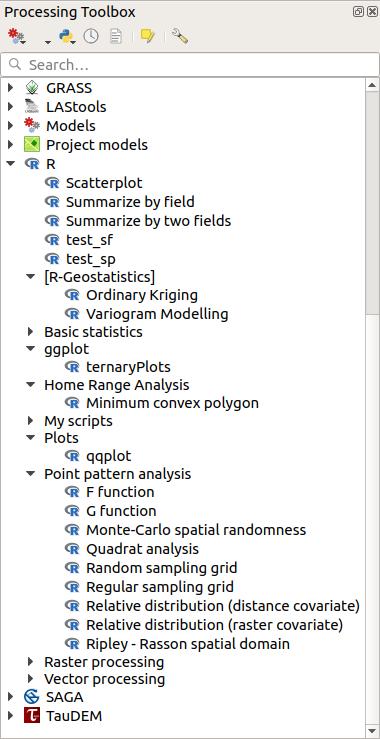 Processing Toolbox
Search...
GRASS
LAStools
Models
Project models
R
Scatterplot
Summarize by field
Summarize by two fields
test_sf
test_sp
[R-Geostatistics]
Ordinary Kriging
Variogram Modelling
Basic statistics
ggplot
ternaryPlots
Home Range Analysis
Minimum convex polygon
My scripts
Plots
qqplot
Point pattern analysis
F function
G function
Monte-Carlo spatial randomness
Quadrat analysis
Random sampling grid
Regular sampling grid
Relative distribution (distance covariate)
Relative distribution (raster covariate)
Ripley - Rasson spatial domain
Raster processing
Vector processing
SAGA
TauDEM